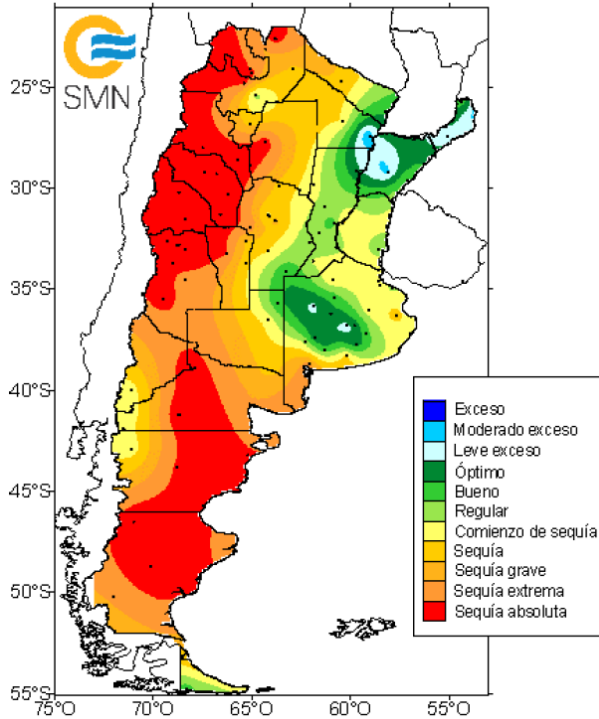 SMN
25°S
30°S
35°S
40°S
45°S
50°S
55°S
75°O 70°O 65°O 60°O 55°O
Exceso
Moderado exceso
Leve exceso
Óptimo
Bueno
Regular
Comienzo de sequía
Sequía
Sequía grave
Sequía extrema
Sequía absoluta